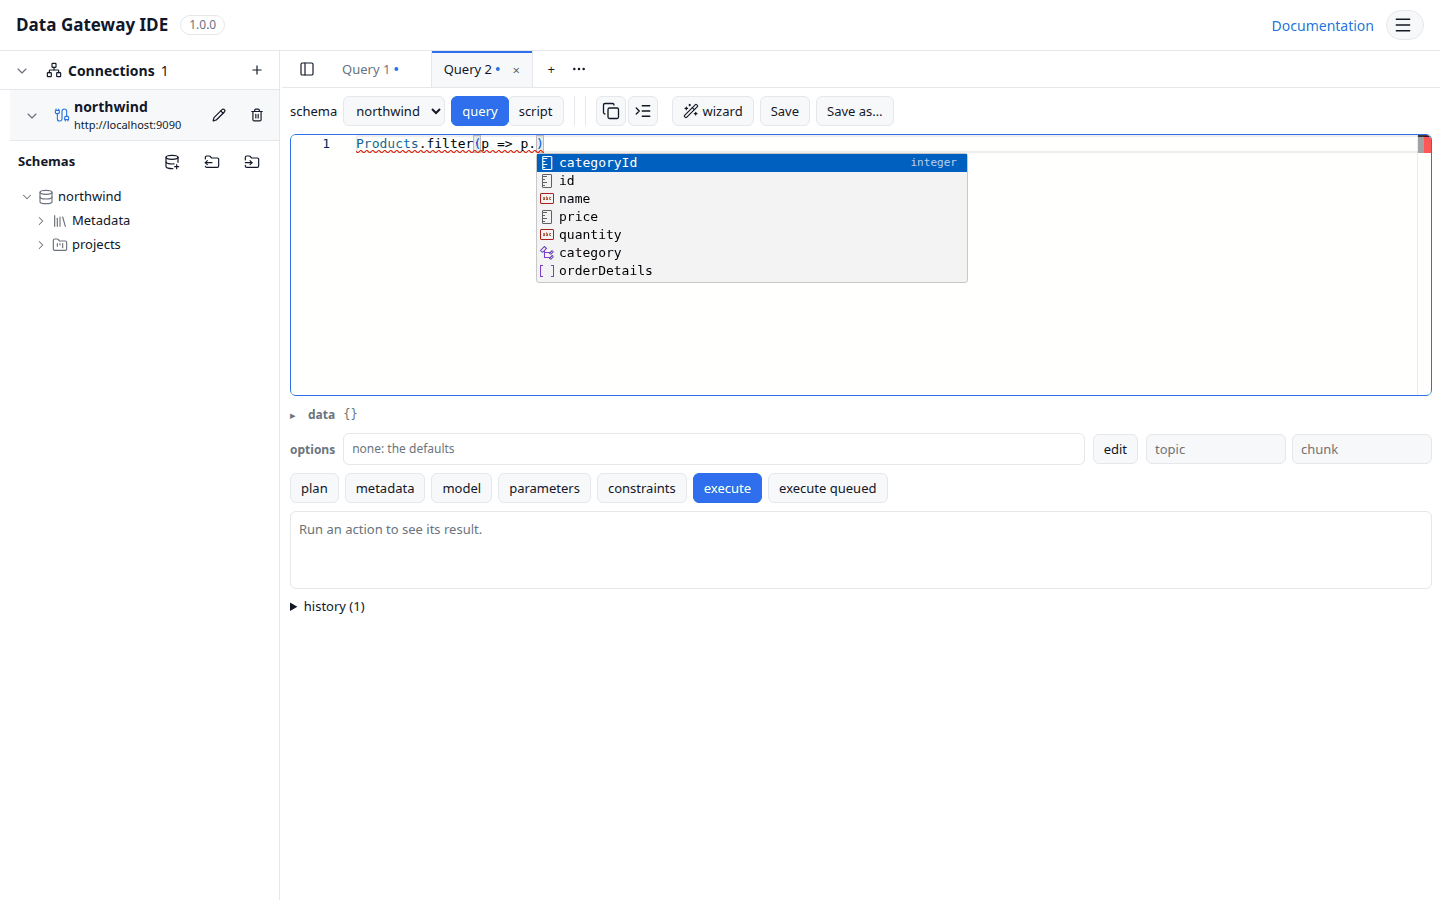 Data Gateway IDE 1.0.0 Documentation
Connections 1
northwind
http://localhost:9090
Schemas
northwind
Metadata
projects
Query 1 • Query 2 • × + ...
schema northwind query script wizard Save Save as...
1 Products.filter(p => p.)
categoryId integer
id
name
price
quantity
category
orderDetails
data {}
options none: the defaults edit topic chunk
plan metadata model parameters constraints execute execute queued
Run an action to see its result.
history (1)